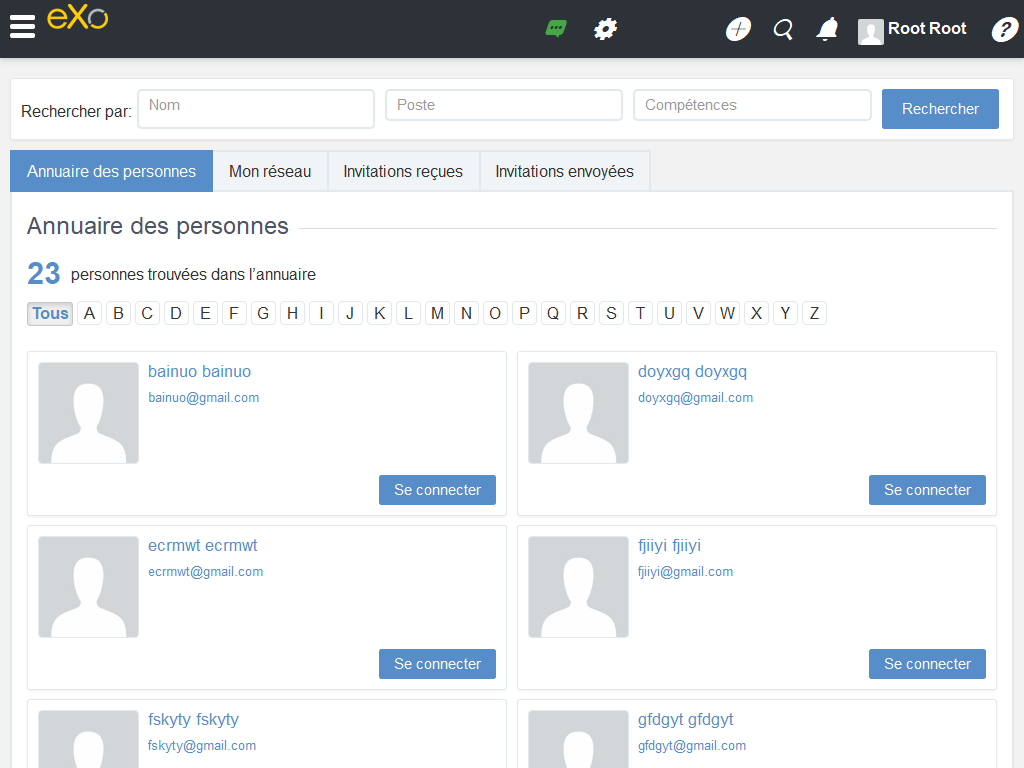 eXo
Root Root
?
Rechercher par: Nom Poste Compétences Rechercher
Annuaire des personnes Mon réseau Invitations reçues Invitations envoyées
Annuaire des personnes
23 personnes trouvées dans l’annuaire
Tous A B C D E F G H I J K L M N O P Q R S T U V W X Y Z
bainuo bainuo
bainuo@gmail.com
Se connecter
doyxgq doyxgq
doyxgq@gmail.com
Se connecter
ecrmwt ecrmwt
ecrmwt@gmail.com
Se connecter
fjiiyi fjiiyi
fjiiyi@gmail.com
Se connecter
fskyty fskyty
fskyty@gmail.com
gfdgyt gfdgyt
gfdgyt@gmail.com